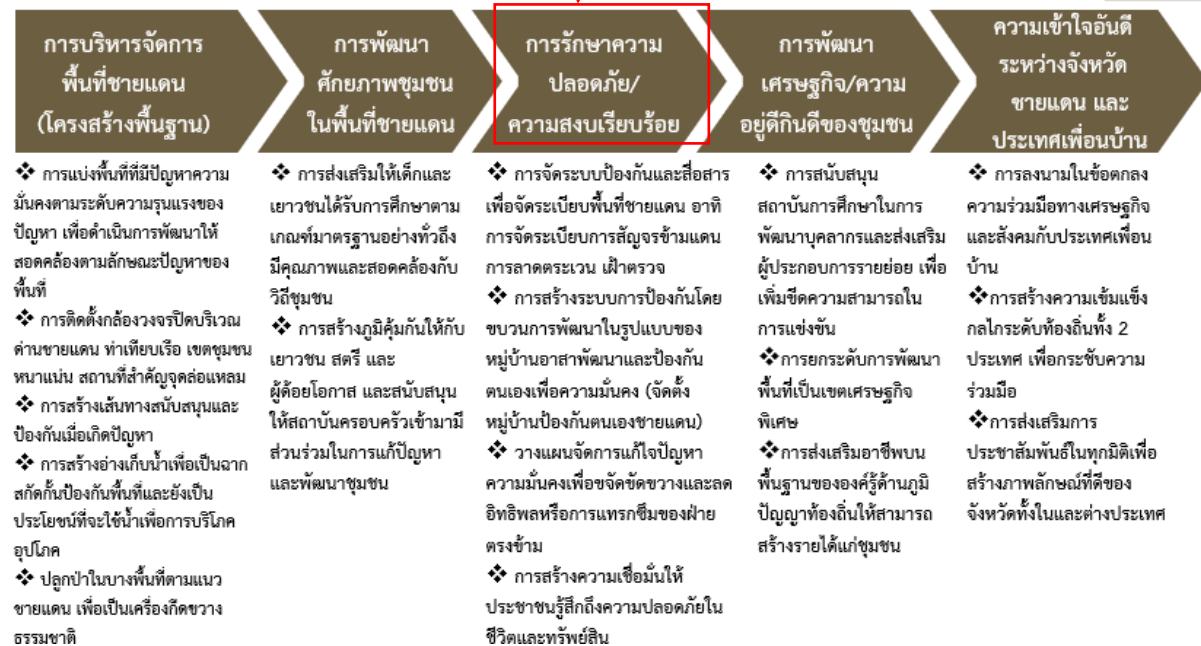 การบริหารจัดการ
พื้นที่ชายแดน
(โครงสร้างพื้นฐาน)
การพัฒนา
ศักยภาพชุมชน
ในพื้นที่ชายแดน
การรักษาความ
ปลอดภัย/
ความสงบเรียบร้อย
การพัฒนา
เศรษฐกิจ/ความ
อยู่ดีกินดีของชุมชน
ความเข้าใจอันดี
ระหว่างจังหวัด
ชายแดน และ
ประเทศเพื่อนบ้าน
❖ การแบ่งพื้นที่ที่มีปัญหาความ
มั่นคงตามระดับความรุนแรงของ
ปัญหา เพื่อดำเนินการพัฒนาให้
สอดคล้องตามลักษณะปัญหาของ
พื้นที่
❖ การติดตั้งกล้องวงจรปิดบริเวณ
ด่านชายแดน ท่าเทียบเรือ เขตชุมชน
หนาแน่น สถานที่สำคัญจุดล่อแหลม
❖ การสร้างเส้นทางสนับสนุนและ
ป้องกันเมื่อเกิดปัญหา
❖ การสร้างอ่างเก็บน้ำเพื่อเป็นฉาก
สกัดกั้นป้องกันพื้นที่และยังเป็น
ประโยชน์ที่จะใช้น้ำเพื่อการบริโภค
อุปโภค
❖ ปลูกป่าในบางพื้นที่ตามแนว
ชายแดน เพื่อเป็นเครื่องกีดขวาง
ธรรมชาติ
❖ การส่งเสริมให้เด็กและ
เยาวชนได้รับการศึกษาตาม
เกณฑ์มาตรฐานอย่างทั่วถึง
มีคุณภาพและสอดคล้องกับ
วิถีชุมชน
❖ การสร้างภูมิคุ้มกันให้กับ
เยาวชน สตรี และ
ผู้ด้อยโอกาส และสนับสนุน
ให้สถาบันครอบครัวเข้ามามี
ส่วนร่วมในการแก้ปัญหา
และพัฒนาชุมชน
❖ การจัดระบบป้องกันและสื่อสาร
เพื่อจัดระเบียบพื้นที่ชายแดน อาทิ
การจัดระเบียบการสัญจรข้ามแดน
การลาดตระเวน เฝ้าตรวจ
❖ การสร้างระบบการป้องกันโดย
ขบวนการพัฒนาในรูปแบบของ
หมู่บ้านอาสาพัฒนาและป้องกัน
ตนเองเพื่อความมั่นคง (จัดตั้ง
หมู่บ้านป้องกันตนเองชายแดน)
❖ วางแผนจัดการแก้ไขปัญหา
ความมั่นคงเพื่อขจัดขัดขวางและลด
อิทธิพลหรือการแทรกซึมของฝ่าย
ตรงข้าม
❖ การสร้างความเชื่อมั่นให้
ประชาชนรู้สึกถึงความปลอดภัยใน
ชีวิตและทรัพย์สิน
❖ การสนับสนุน
สถาบันการศึกษาในการ
พัฒนาบุคลากรและส่งเสริม
ผู้ประกอบการรายย่อย เพื่อ
เพิ่มขีดความสามารถใน
การแข่งขัน
❖การยกระดับการพัฒนา
พื้นที่เป็นเขตเศรษฐกิจ
พิเศษ
❖การส่งเสริมอาชีพบน
พื้นฐานขององค์รู้ด้านภูมิ
ปัญญาท้องถิ่นให้สามารถ
สร้างรายได้แก่ชุมชน
❖ การลงนามในข้อตกลง
ความร่วมมือทางเศรษฐกิจ
และสังคมกับประเทศเพื่อน
บ้าน
❖การสร้างความเข้มแข็ง
กลไกระดับท้องถิ่นทั้ง 2
ประเทศ เพื่อกระชับความ
ร่วมมือ
❖การส่งเสริมการ
ประชาสัมพันธ์ในทุกมิติเพื่อ
สร้างภาพลักษณ์ที่ดีของ
จังหวัดทั้งในและต่างประเทศ